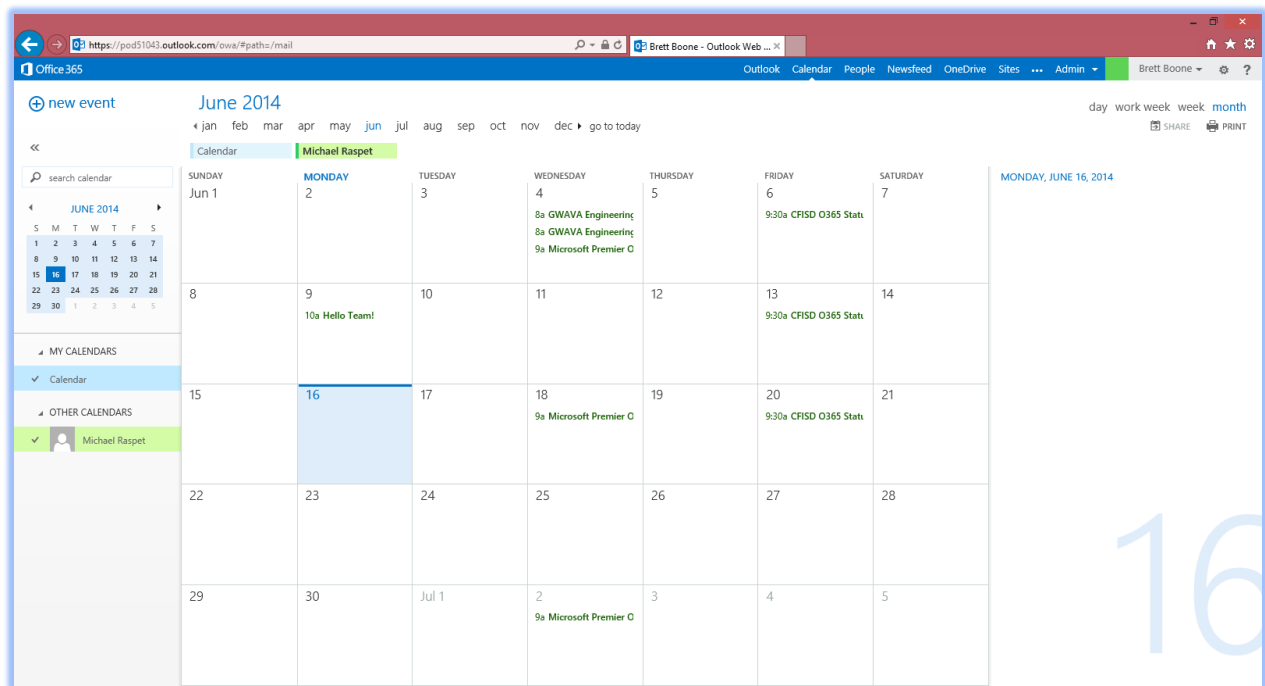 https://pod51043.outlook.com/owa/#path=/mail
Brett Boone - Outlook Web ... ×
Office 365
Outlook Calendar People Newsfeed OneDrive Sites ••• Admin Brett Boone ?
new event
June 2014
day work week week month
jan feb mar apr may jun jul aug sep oct nov dec go to today
SHARE PRINT
«
Calendar Michael Raspet
search calendar
SUNDAY MONDAY TUESDAY WEDNESDAY THURSDAY FRIDAY SATURDAY
MONDAY, JUNE 16, 2014
JUNE 2014
S M T W T F S
1 2 3 4 5 6 7
8 9 10 11 12 13 14
15 16 17 18 19 20 21
22 23 24 25 26 27 28
29 30 1 2 3 4 5
MY CALENDARS
Calendar
OTHER CALENDARS
Michael Raspet
Jun 1 2 3 4 5 6 7
8a GWAVA Engineering
9:30a CFISD O365 Statu
8a GWAVA Engineering
9a Microsoft Premier O
8 9 10 11 12 13 14
10a Hello Team!
9:30a CFISD O365 Statu
15 16 17 18 19 20 21
9a Microsoft Premier O
9:30a CFISD O365 Statu
22 23 24 25 26 27 28
29 30 Jul 1 2 3 4 5
9a Microsoft Premier O
16